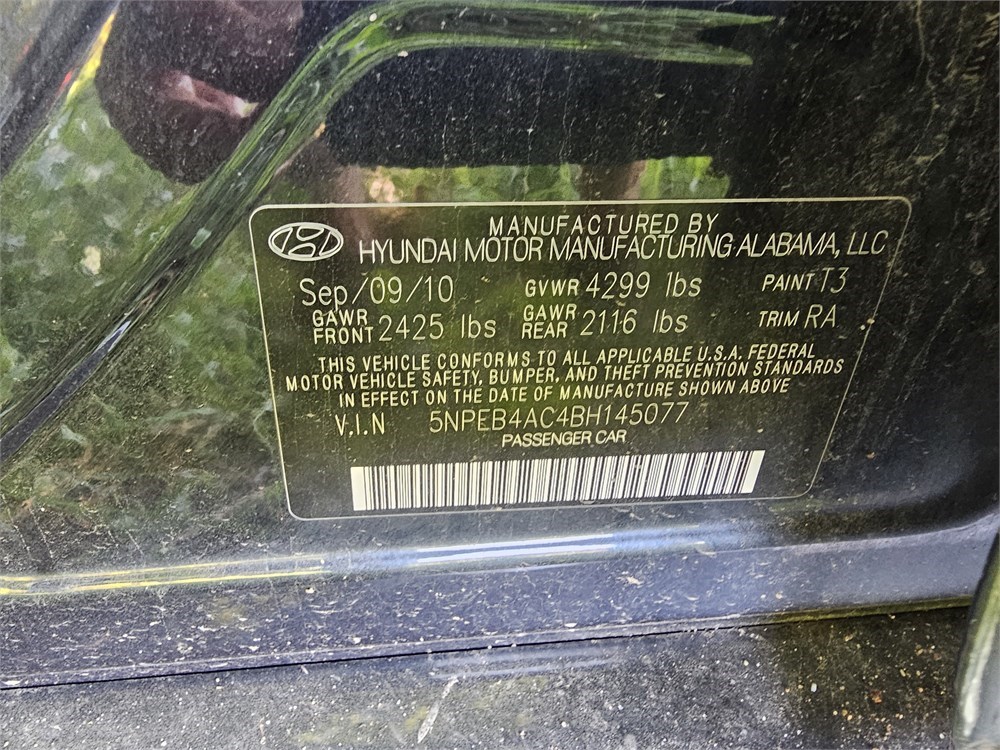 MANUFACTURED BY
HYUNDAI MOTOR MANUFACTURING ALABAMA, LLC
Sep/09/10 GVWR 4299 lbs PAINT T3
GAWR FRONT 2425 lbs GAWR REAR 2116 lbs TRIM RA
THIS VEHICLE CONFORMS TO ALL APPLICABLE U.S.A. FEDERAL
MOTOR VEHICLE SAFETY, BUMPER, AND THEFT PREVENTION STANDARDS
IN EFFECT ON THE DATE OF MANUFACTURE SHOWN ABOVE
V.I.N 5NPEB4AC4BH145077
PASSENGER CAR